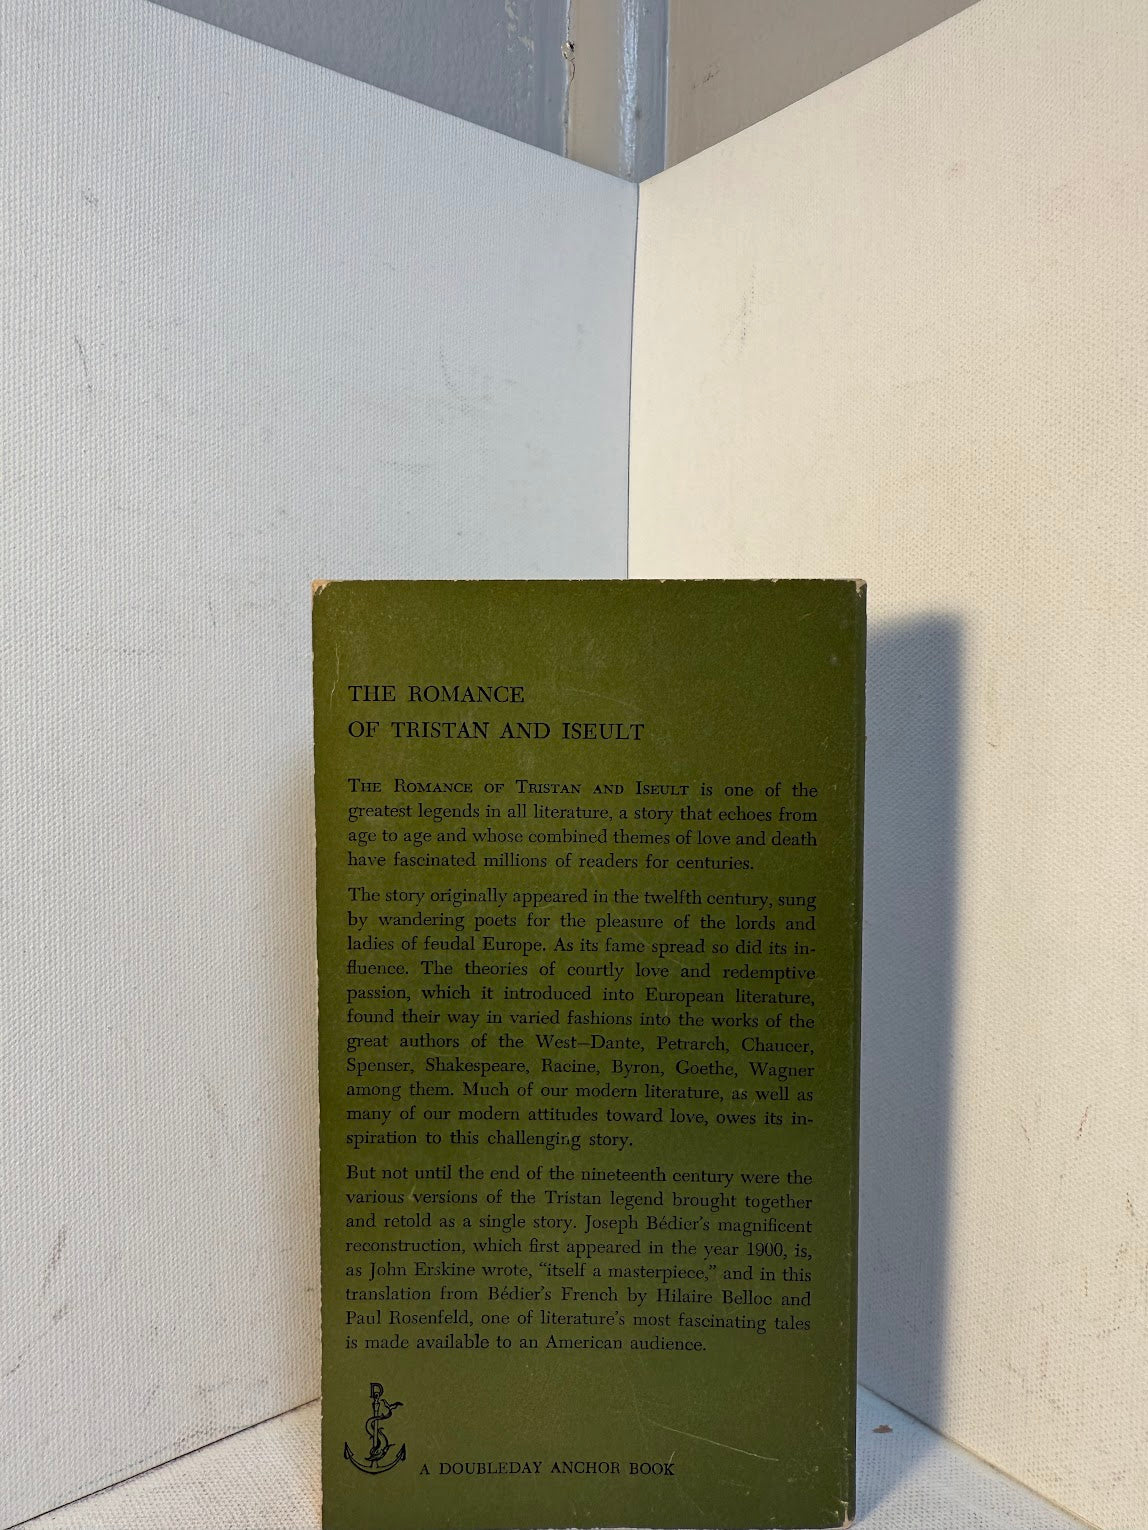 THE ROMANCE
OF TRISTAN AND ISEULT
THE ROMANCE OF TRISTAN AND ISEULT is one of the
greatest legends in all literature, a story that echoes from
age to age and whose combined themes of love and death
have fascinated millions of readers for centuries.
The story originally appeared in the twelfth century, sung
by wandering poets for the pleasure of the lords and
ladies of feudal Europe. As its fame spread so did its in-
fluence. The theories of courtly love and redemptive
passion, which it introduced into European literature,
found their way in varied fashions into the works of the
great authors of the West—Dante, Petrarch, Chaucer,
Spenser, Shakespeare, Racine, Byron, Goethe, Wagner
among them. Much of our modern literature, as well as
many of our modern attitudes toward love, owes its in-
spiration to this challenging story.
But not until the end of the nineteenth century were the
various versions of the Tristan legend brought together
and retold as a single story. Joseph Bédier's magnificent
reconstruction, which first appeared in the year 1900, is,
as John Erskine wrote, "itself a masterpiece," and in this
translation from Bédier's French by Hilaire Belloc and
Paul Rosenfeld, one of literature's most fascinating tales
is made available to an American audience.
D
A DOUBLEDAY ANCHOR BOOK